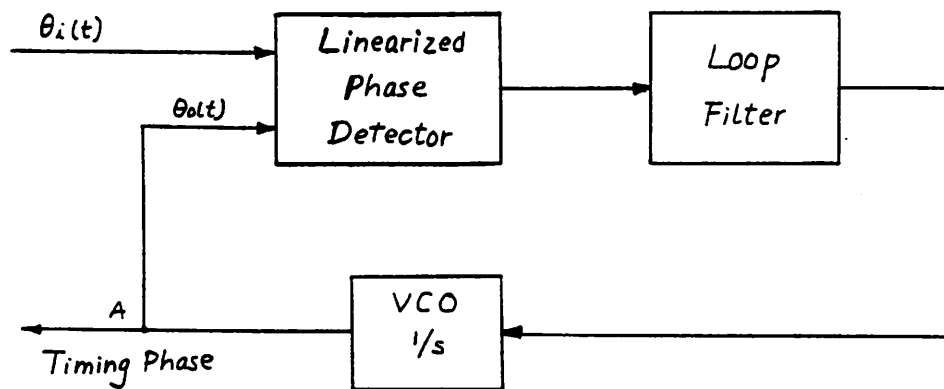 θi(t)
Linearized
Phase
Detector
θo(t)
Loop
Filter
A
VCO
1/s
Timing Phase